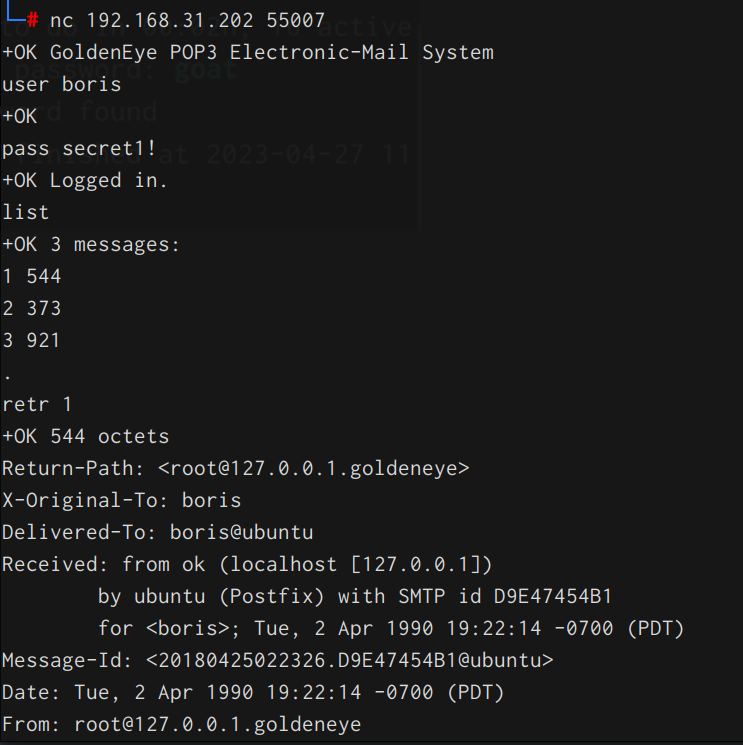 # nc 192.168.31.202 55007
+OK GoldenEye POP3 Electronic-Mail System
user boris
+OK
pass secret1!
+OK Logged in.
list
+OK 3 messages:
1 544
2 373
3 921
.
retr 1
+OK 544 octets
Return-Path: <root@127.0.0.1.goldeneye>
X-Original-To: boris
Delivered-To: boris@ubuntu
Received: from ok (localhost [127.0.0.1])
        by ubuntu (Postfix) with SMTP id D9E47454B1
        for <boris>; Tue, 2 Apr 1990 19:22:14 -0700 (PDT)
Message-Id: <20180425022326.D9E47454B1@ubuntu>
Date: Tue, 2 Apr 1990 19:22:14 -0700 (PDT)
From: root@127.0.0.1.goldeneye